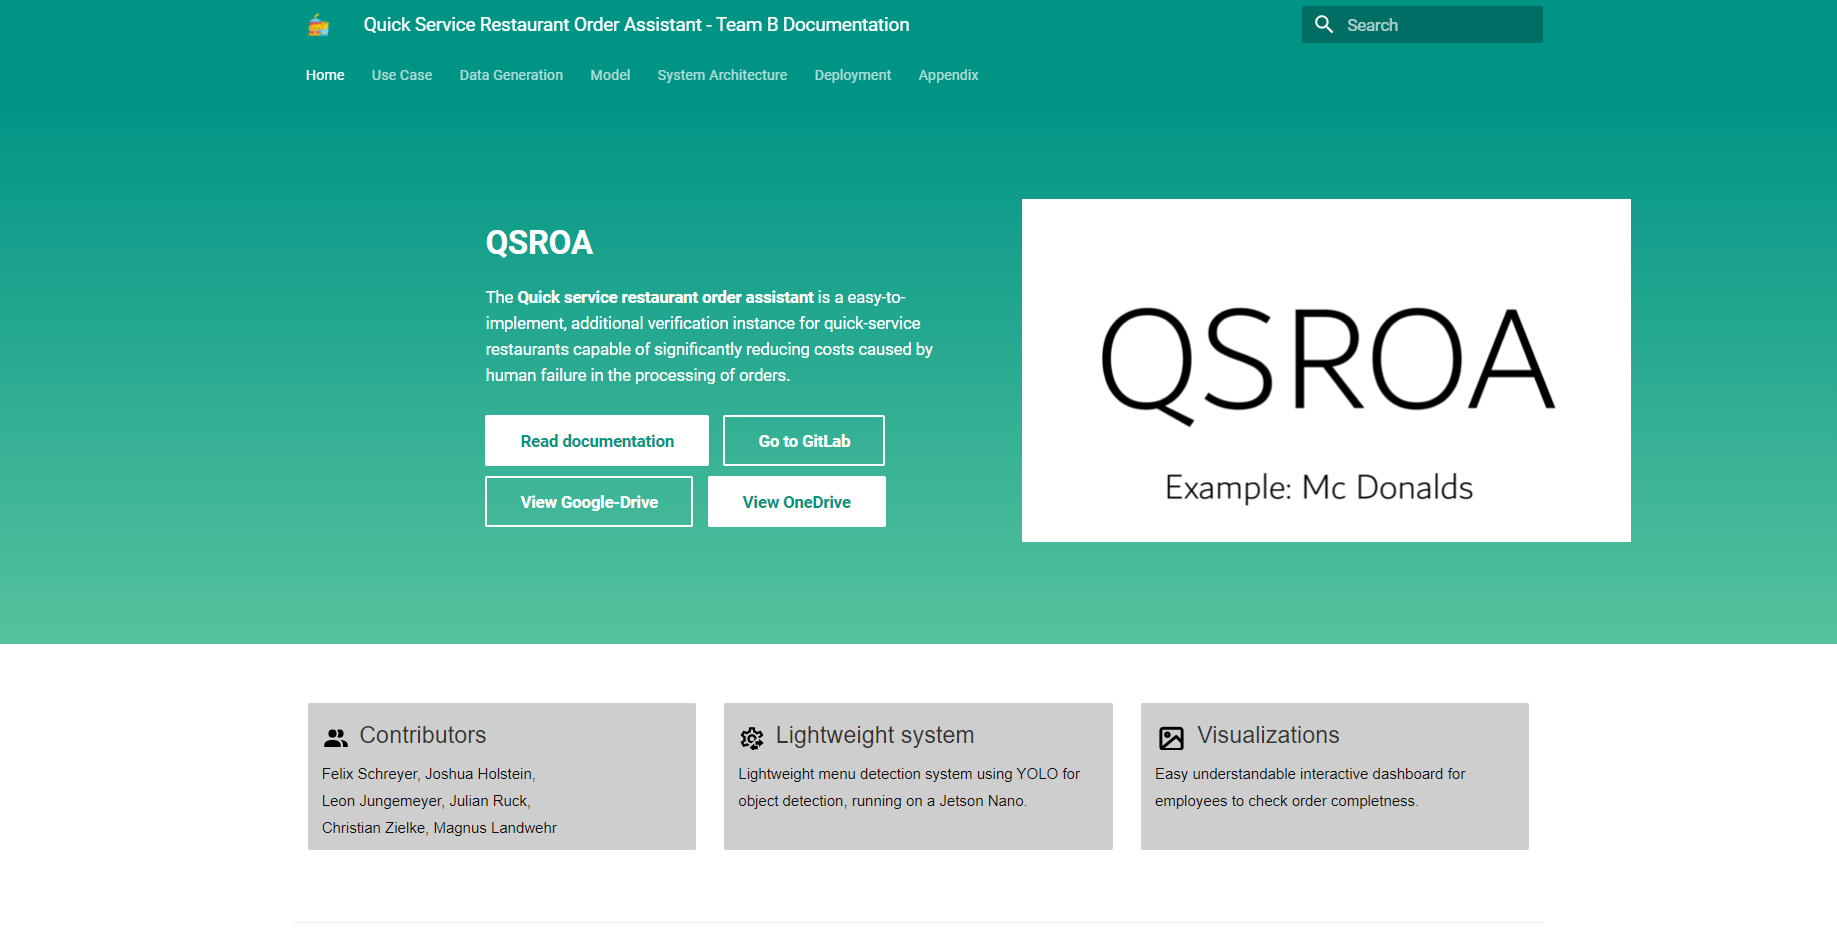 Quick Service Restaurant Order Assistant - Team B Documentation
Search
Home Use Case Data Generation Model System Architecture Deployment Appendix
QSROA
The Quick service restaurant order assistant is a easy-to-
implement, additional verification instance for quick-service
restaurants capable of significantly reducing costs caused by
human failure in the processing of orders.
Read documentation
Go to GitLab
View Google-Drive
View OneDrive
QSROA
Example: Mc Donalds
Contributors
Felix Schreyer, Joshua Holstein,
Leon Jungemeyer, Julian Ruck,
Christian Zielke, Magnus Landwehr
Lightweight system
Lightweight menu detection system using YOLO for
object detection, running on a Jetson Nano.
Visualizations
Easy understandable interactive dashboard for
employees to check order completness.